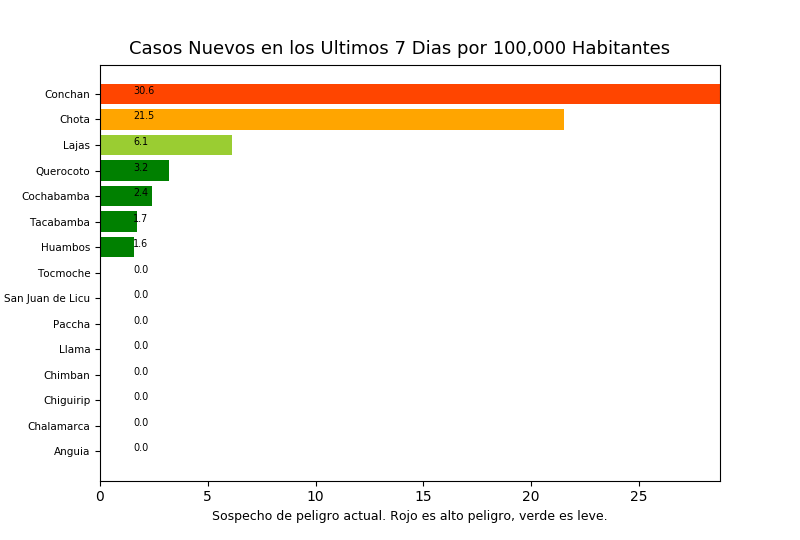 Casos Nuevos en los Ultimos 7 Dias por 100,000 Habitantes
Conchan 30.6
Chota 21.5
Lajas 6.1
Querocoto 3.2
Cochabamba 2.4
Tacabamba 1.7
Huambos 1.6
Tocmoche 0.0
San Juan de Licu 0.0
Paccha 0.0
Llama 0.0
Chimban 0.0
Chiguirip 0.0
Chalamarca 0.0
Anguia 0.0
0 5 10 15 20 25
Sospecho de peligro actual. Rojo es alto peligro, verde es leve.